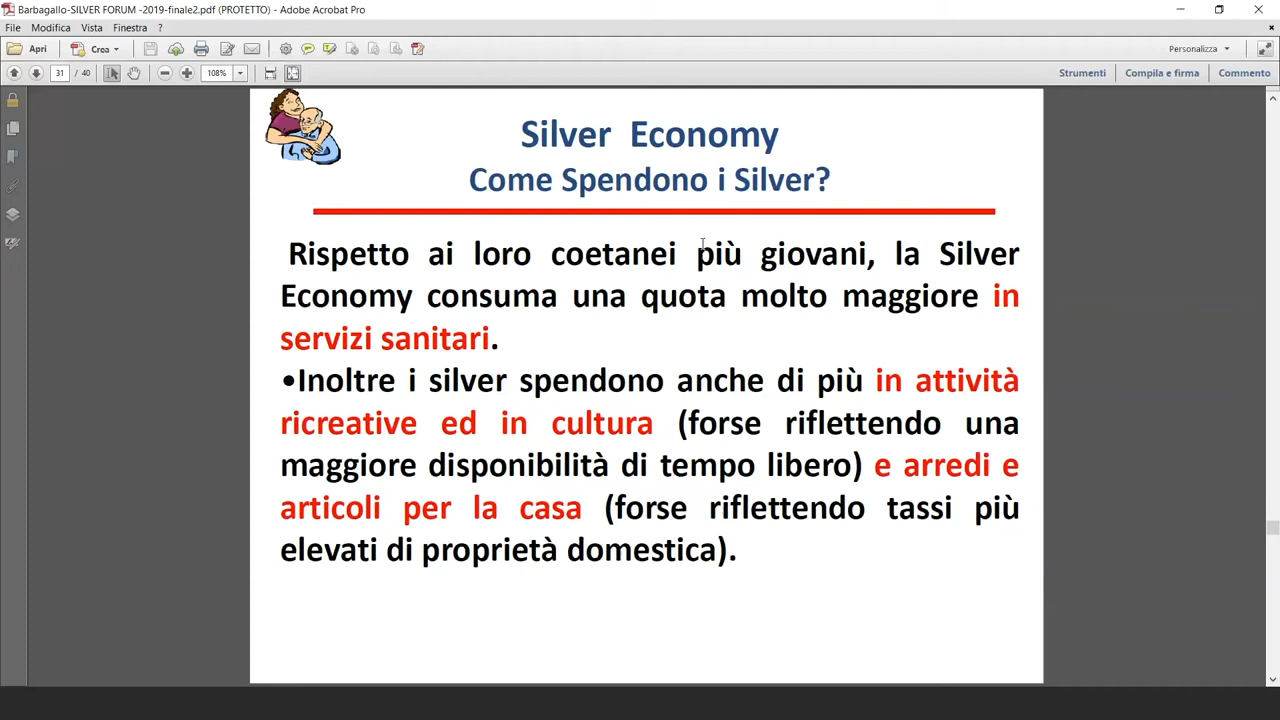 Barbagallo-SILVER FORUM -2019-finale2.pdf (PROTETTO) - Adobe Acrobat Pro
File Modifica Vista Finestra ?
Apri Crea Personalizza
31 / 40 108% Strumenti Compila e firma Commento
Silver Economy
Come Spendono i Silver?
Rispetto ai loro coetanei più giovani, la Silver
Economy consuma una quota molto maggiore in
servizi sanitari.
•Inoltre i silver spendono anche di più in attività
ricreative ed in cultura (forse riflettendo una
maggiore disponibilità di tempo libero) e arredi e
articoli per la casa (forse riflettendo tassi più
elevati di proprietà domestica).